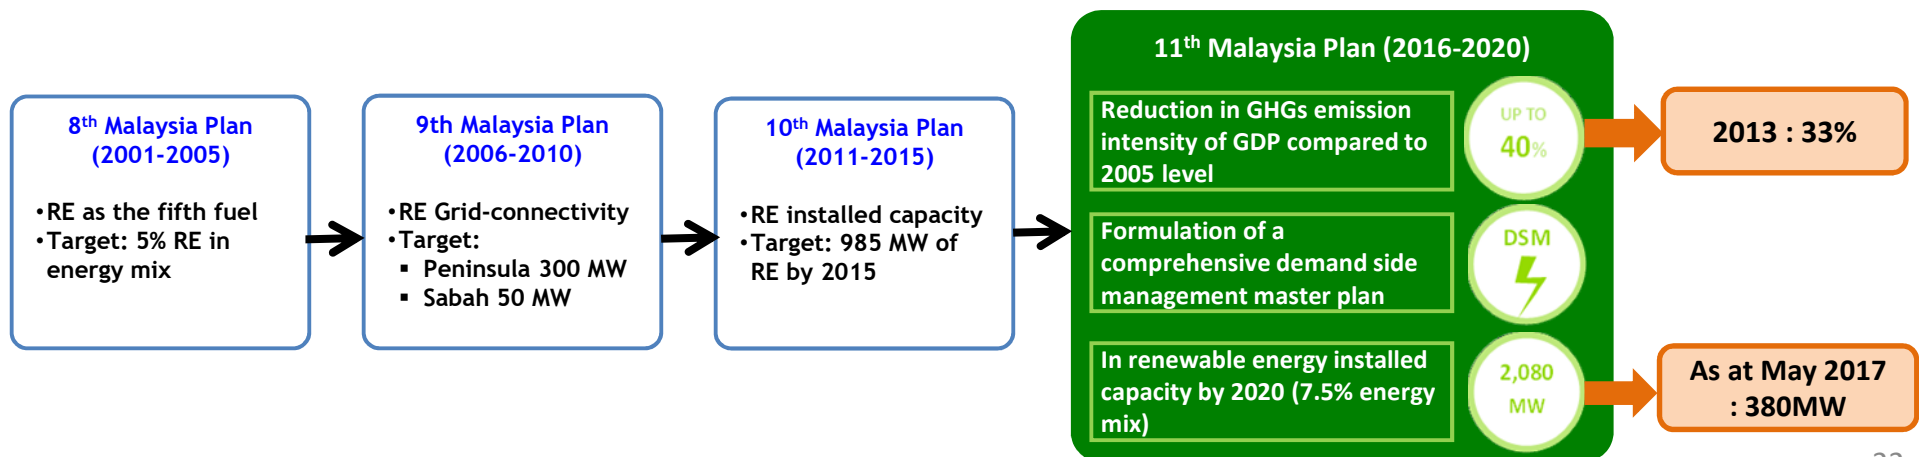 8th Malaysia Plan
(2001-2005)
•RE as the fifth fuel
•Target: 5% RE in
energy mix
9th Malaysia Plan
(2006-2010)
•RE Grid-connectivity
•Target:
▪ Peninsula 300 MW
▪ Sabah 50 MW
10th Malaysia Plan
(2011-2015)
•RE installed capacity
•Target: 985 MW of
RE by 2015
11th Malaysia Plan (2016-2020)
Reduction in GHGs emission
intensity of GDP compared to
2005 level
UP TO
40%
2013 : 33%
Formulation of a
comprehensive demand side
management master plan
DSM
In renewable energy installed
capacity by 2020 (7.5% energy
mix)
2,080
MW
As at May 2017
: 380MW